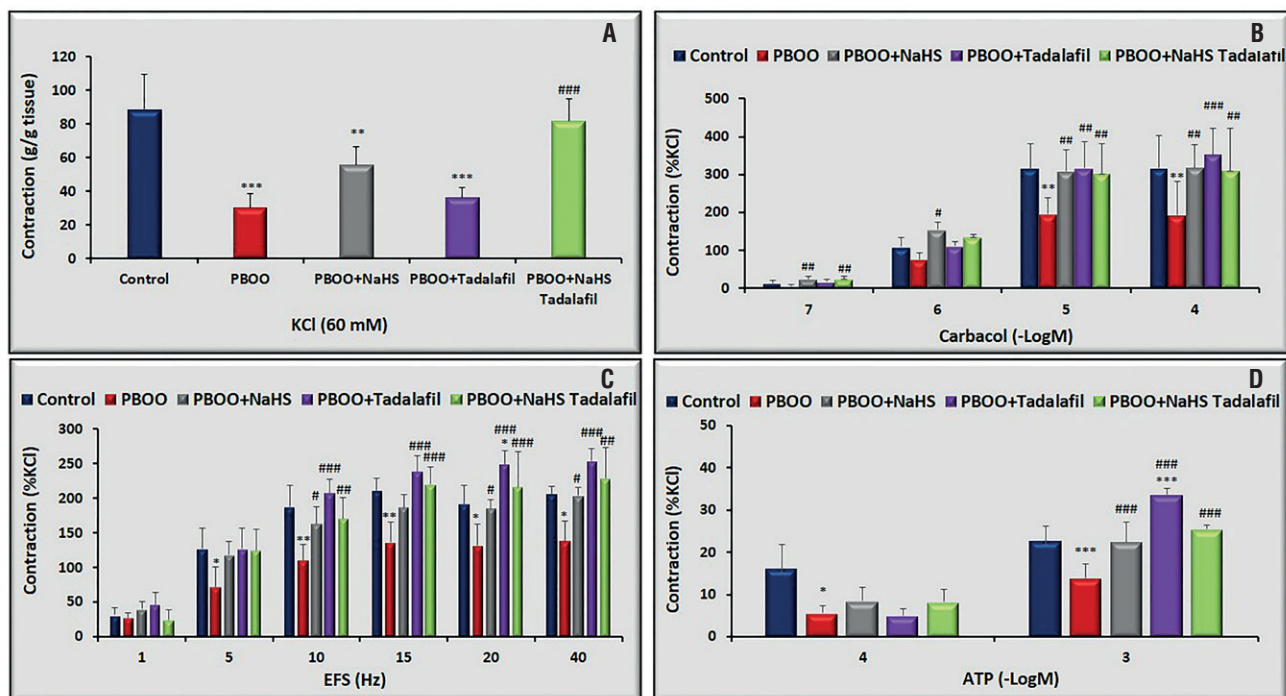 A
120
100
80
60
40
20
0
Contraction (g/g tissue)
***
**
***
###
Control
PBOO
PBOO+NaHS
PBOO+Tadalafil
PBOO+NaHS
Tadalafil
KCl (60 mM)
B
Control PBOO PBOO+NaHS PBOO+Tadalafil PBOO+NaHS Tadalafil
500
400
300
200
100
0
Contraction (%KCl)
## ##
#
** ## ## ##
** ## ### ##
7 6 5 4
Carbacol (-LogM)
C
Control PBOO PBOO+NaHS PBOO+Tadalafil PBOO+NaHS Tadalafil
300
250
200
150
100
50
0
Contraction (%KCl)
*
** # ### ##
** ### ###
* # ### * ###
* # ### ##
1 5 10 15 20 40
EFS (Hz)
D
Control PBOO PBOO+NaHS PBOO+Tadalafil PBOO+NaHS Tadalafil
50
40
30
20
10
0
Contraction (%KCl)
*
*** ### ### *** ###
4 3
ATP (-LogM)